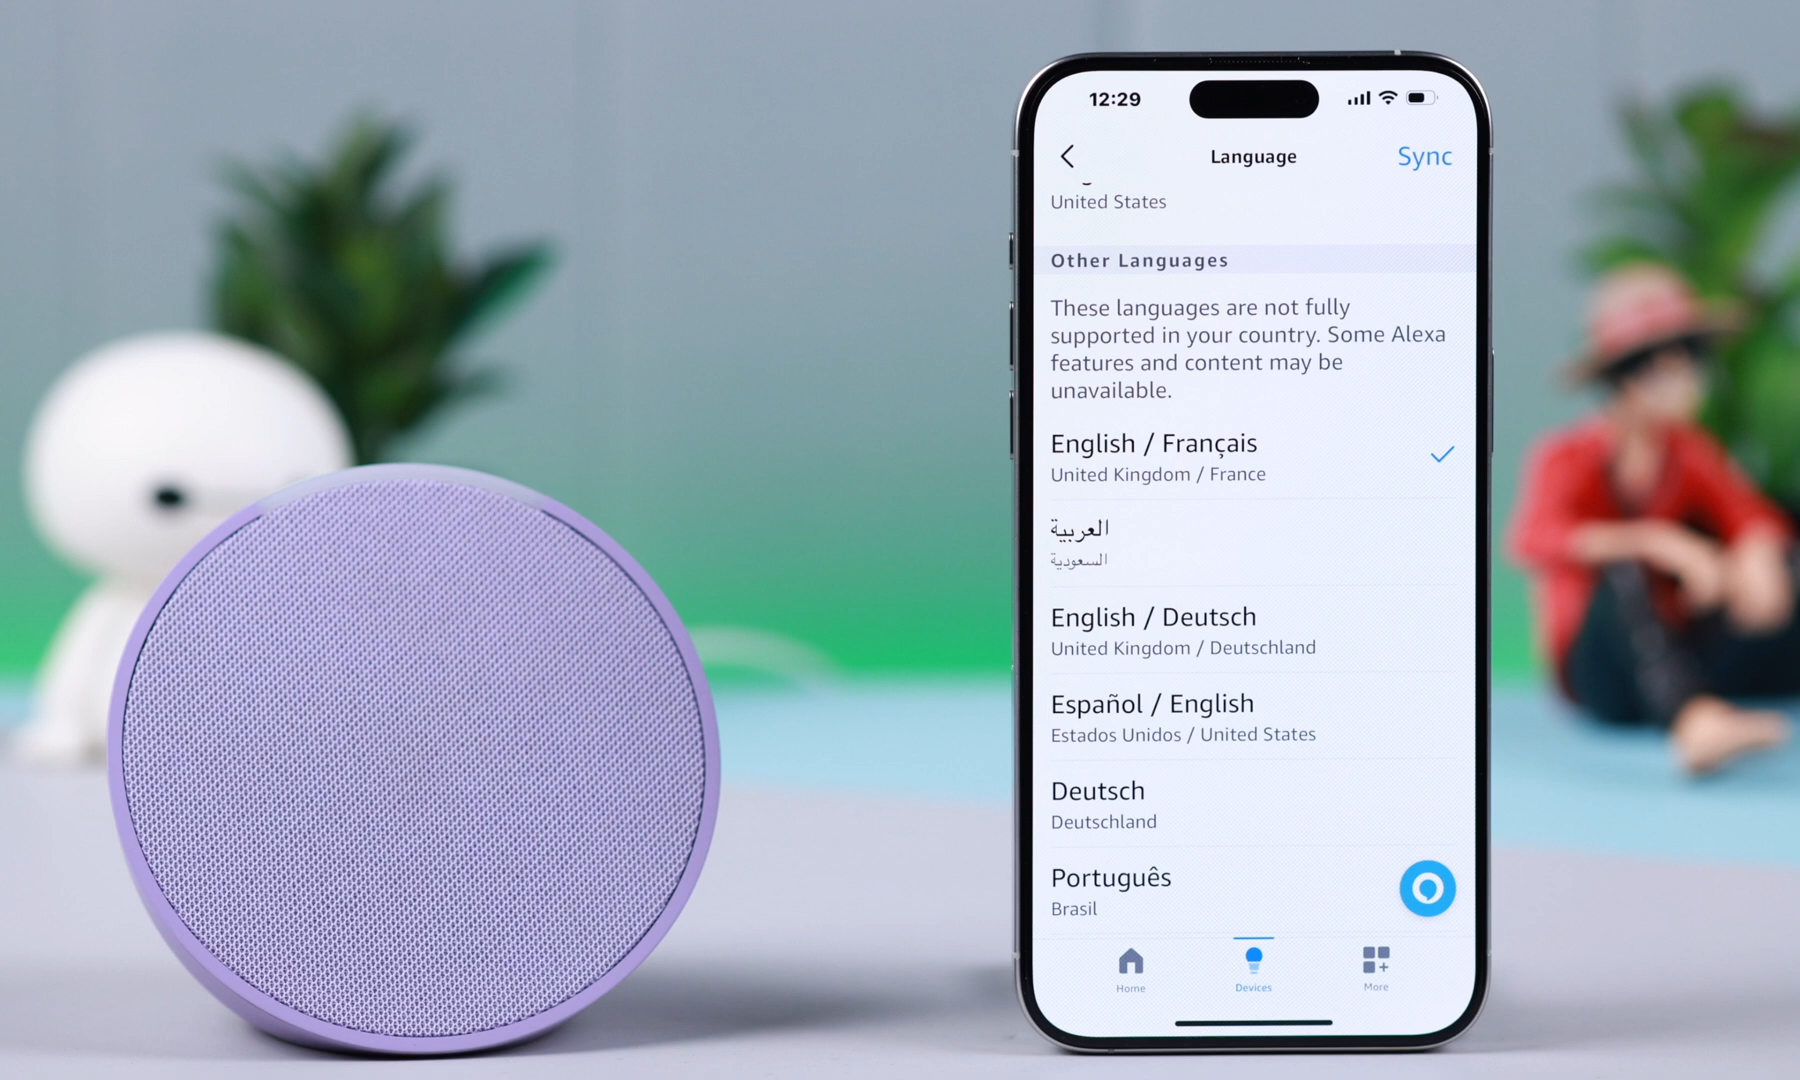 12:29
Language
Sync
United States
Other Languages
These languages are not fully
supported in your country. Some Alexa
features and content may be
unavailable.
English / Français
United Kingdom / France
العربية
السعودية
English / Deutsch
United Kingdom / Deutschland
Español / English
Estados Unidos / United States
Deutsch
Deutschland
Português
Brasil
Home
Devices
More